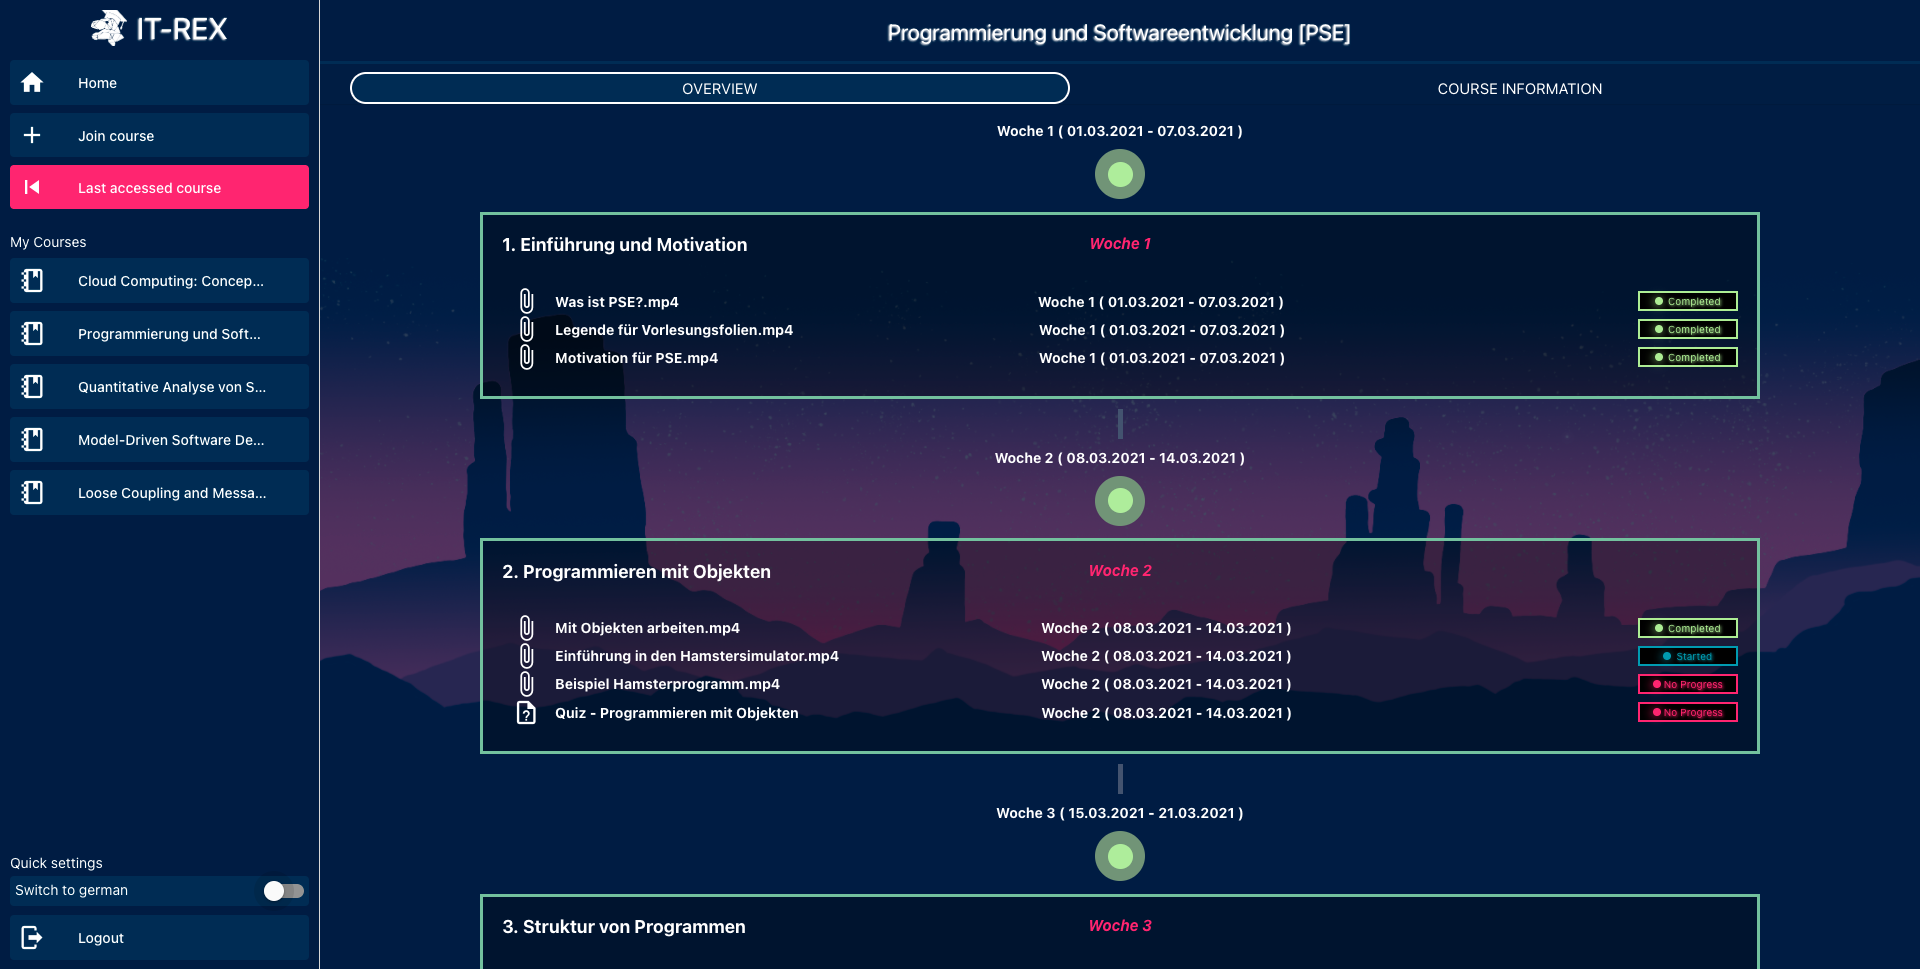 IT-REX
Home
Join course
Last accessed course
My Courses
Cloud Computing: Concep...
Programmierung und Soft...
Quantitative Analyse von S...
Model-Driven Software De...
Loose Coupling and Messa...
Quick settings
Switch to german
Logout
Programmierung und Softwareentwicklung [PSE]
OVERVIEW COURSE INFORMATION
Woche 1 ( 01.03.2021 - 07.03.2021 )
1. Einführung und Motivation Woche 1
Was ist PSE?.mp4 Woche 1 ( 01.03.2021 - 07.03.2021 ) Completed
Legende für Vorlesungsfolien.mp4 Woche 1 ( 01.03.2021 - 07.03.2021 ) Completed
Motivation für PSE.mp4 Woche 1 ( 01.03.2021 - 07.03.2021 ) Completed
Woche 2 ( 08.03.2021 - 14.03.2021 )
2. Programmieren mit Objekten Woche 2
Mit Objekten arbeiten.mp4 Woche 2 ( 08.03.2021 - 14.03.2021 ) Completed
Einführung in den Hamstersimulator.mp4 Woche 2 ( 08.03.2021 - 14.03.2021 ) Started
Beispiel Hamsterprogramm.mp4 Woche 2 ( 08.03.2021 - 14.03.2021 ) No Progress
Quiz - Programmieren mit Objekten Woche 2 ( 08.03.2021 - 14.03.2021 ) No Progress
Woche 3 ( 15.03.2021 - 21.03.2021 )
3. Struktur von Programmen Woche 3